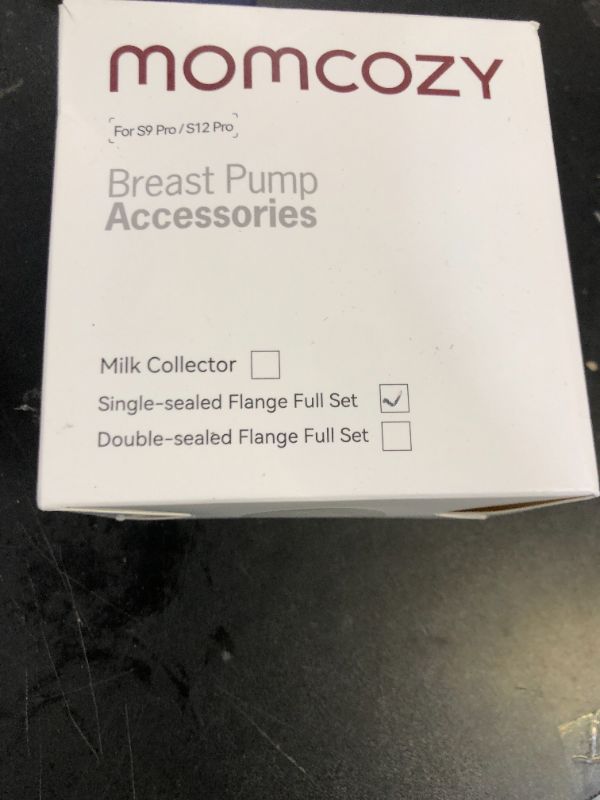 momcozy
For S9 Pro/S12 Pro
Breast Pump
Accessories
Milk Collector
Single-sealed Flange Full Set
Double-sealed Flange Full Set